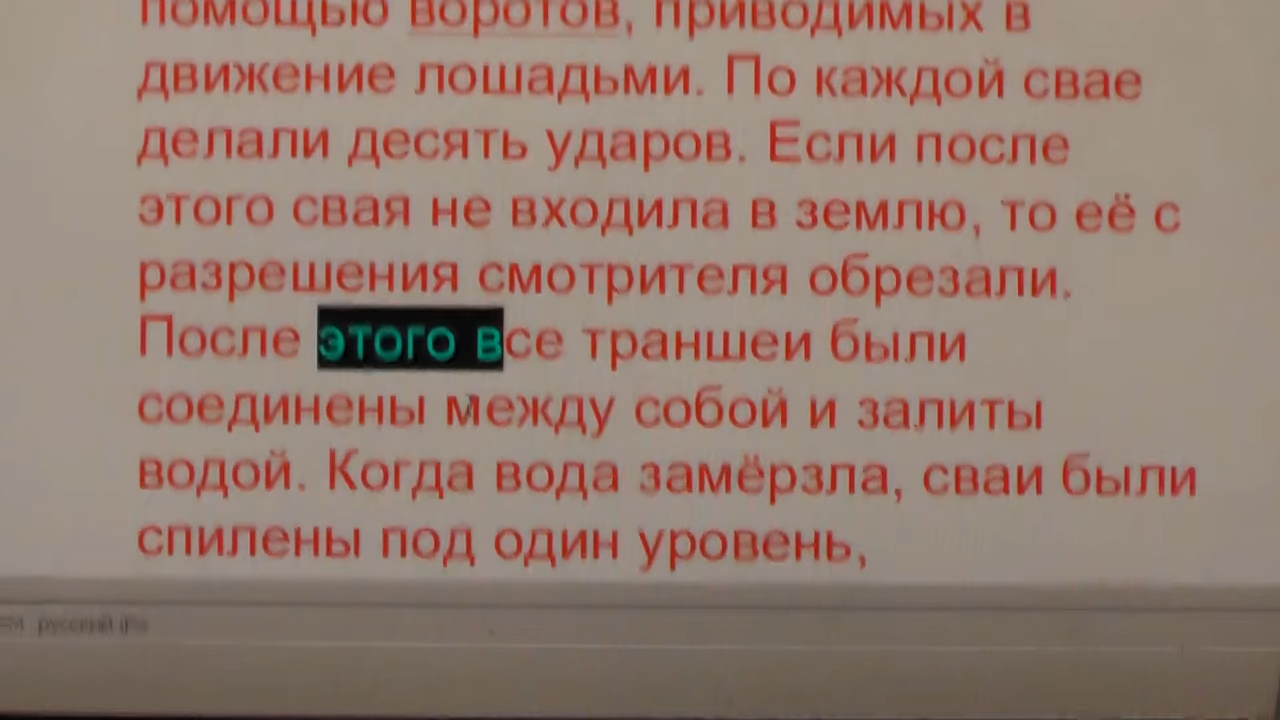 помощью воротов, приводимых в
движение лошадьми. По каждой свае
делали десять ударов. Если после
этого свая не входила в землю, то её с
разрешения смотрителя обрезали.
После этого все траншеи были
соединены между собой и залиты
водой. Когда вода замёрзла, сваи были
спилены под один уровень,
русский